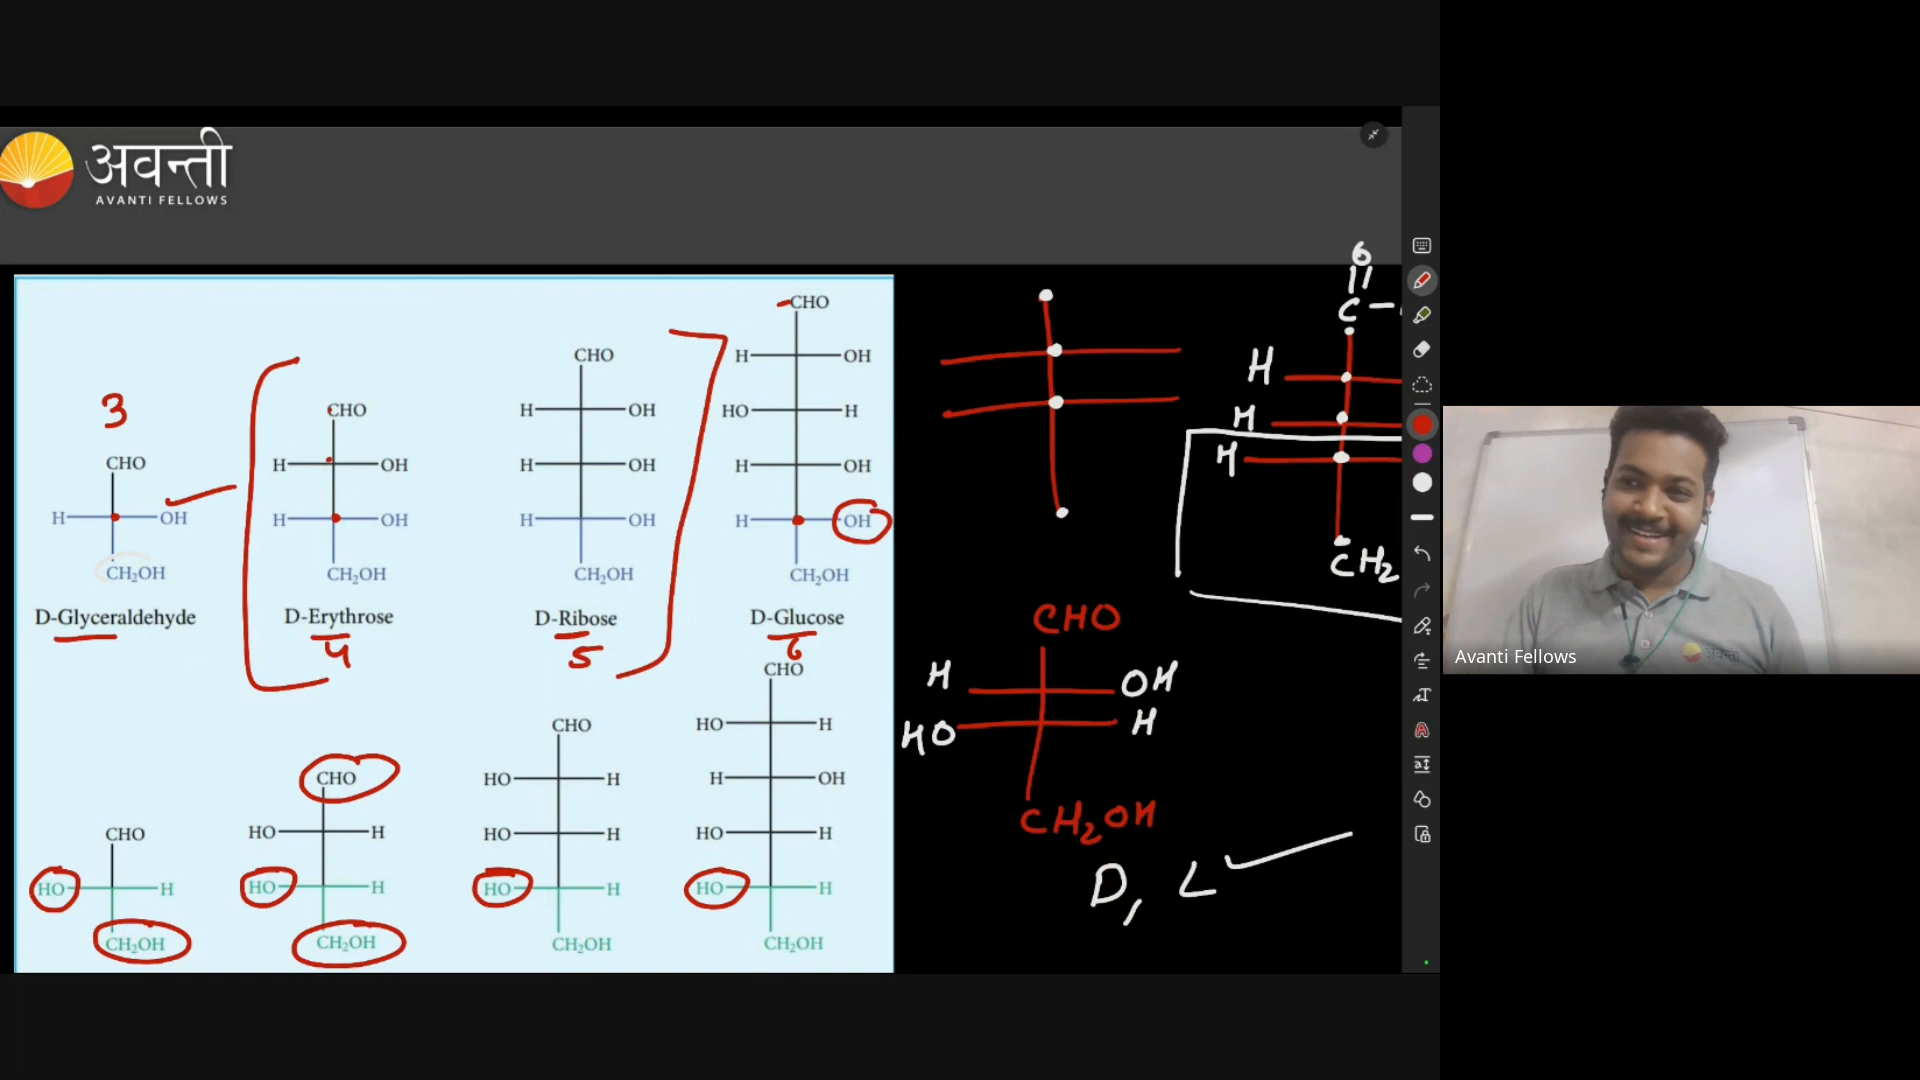 अवन्ती
AVANTI FELLOWS
3
CHO
H OH
CH₂OH
D-Glyceraldehyde
CHO
H OH
H OH
CH₂OH
D-Erythrose
4
CHO
H OH
H OH
H OH
CH₂OH
D-Ribose
5
CHO
H OH
HO H
H OH
H OH
CH₂OH
D-Glucose
6
CHO
HO H
CH₂OH
CHO
HO H
HO H
CH₂OH
CHO
HO H
HO H
HO H
CH₂OH
CHO
HO H
H OH
HO H
HO H
CH₂OH
CHO
H OH
HO H
CH₂OH
D, L
C
H
H
H
CH₂
Avanti Fellows